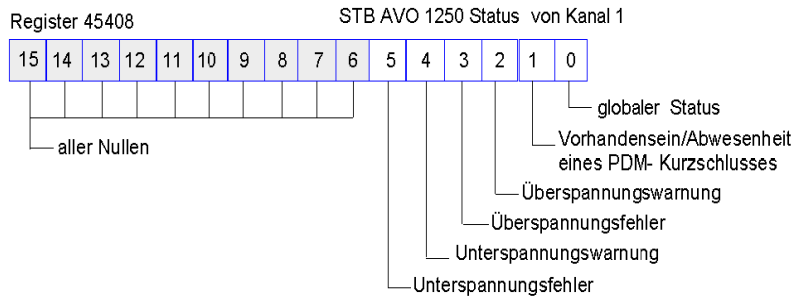 Register 45408
STB AVO 1250 Status von Kanal 1
15 14 13 12 11 10 9 8 7 6 5 4 3 2 1 0
globaler Status
aller Nullen
Vorhandensein/Abwesenheit
eines PDM- Kurzschlusses
Überspannungswarnung
Überspannungsfehler
Unterspannungswarnung
Unterspannungsfehler